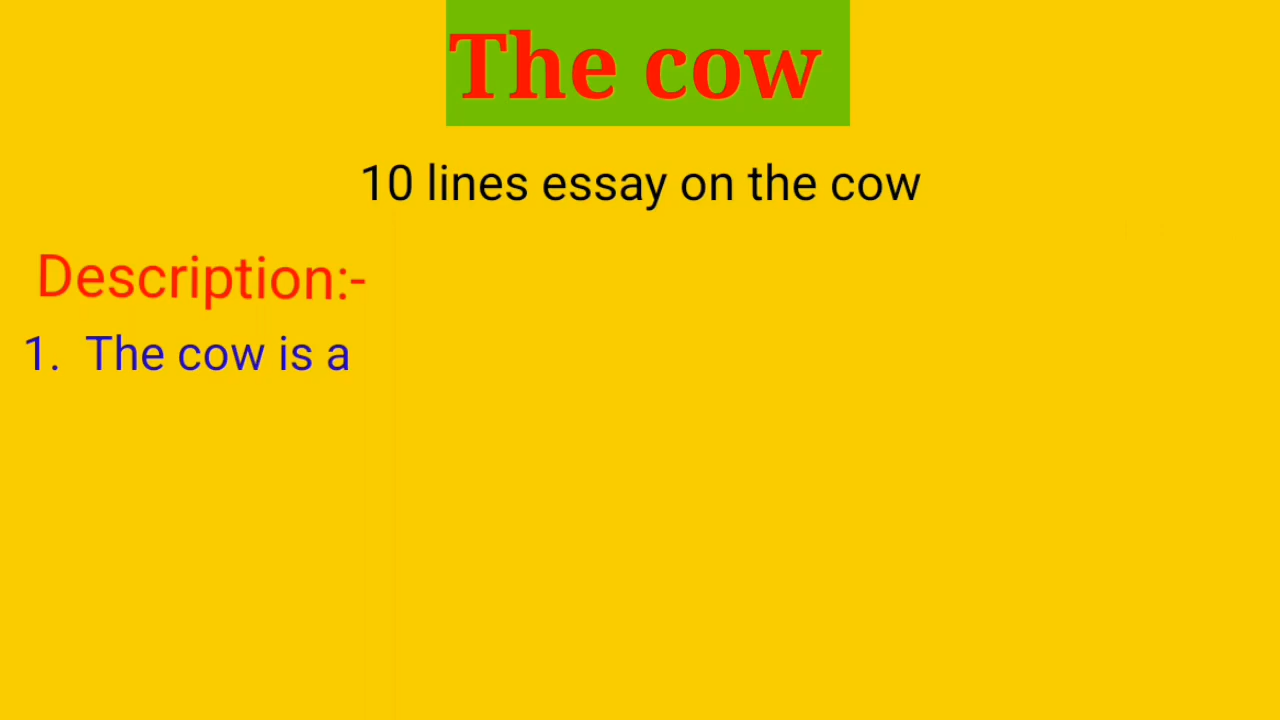 The cow
10 lines essay on the cow
Description:-
1. The cow is a